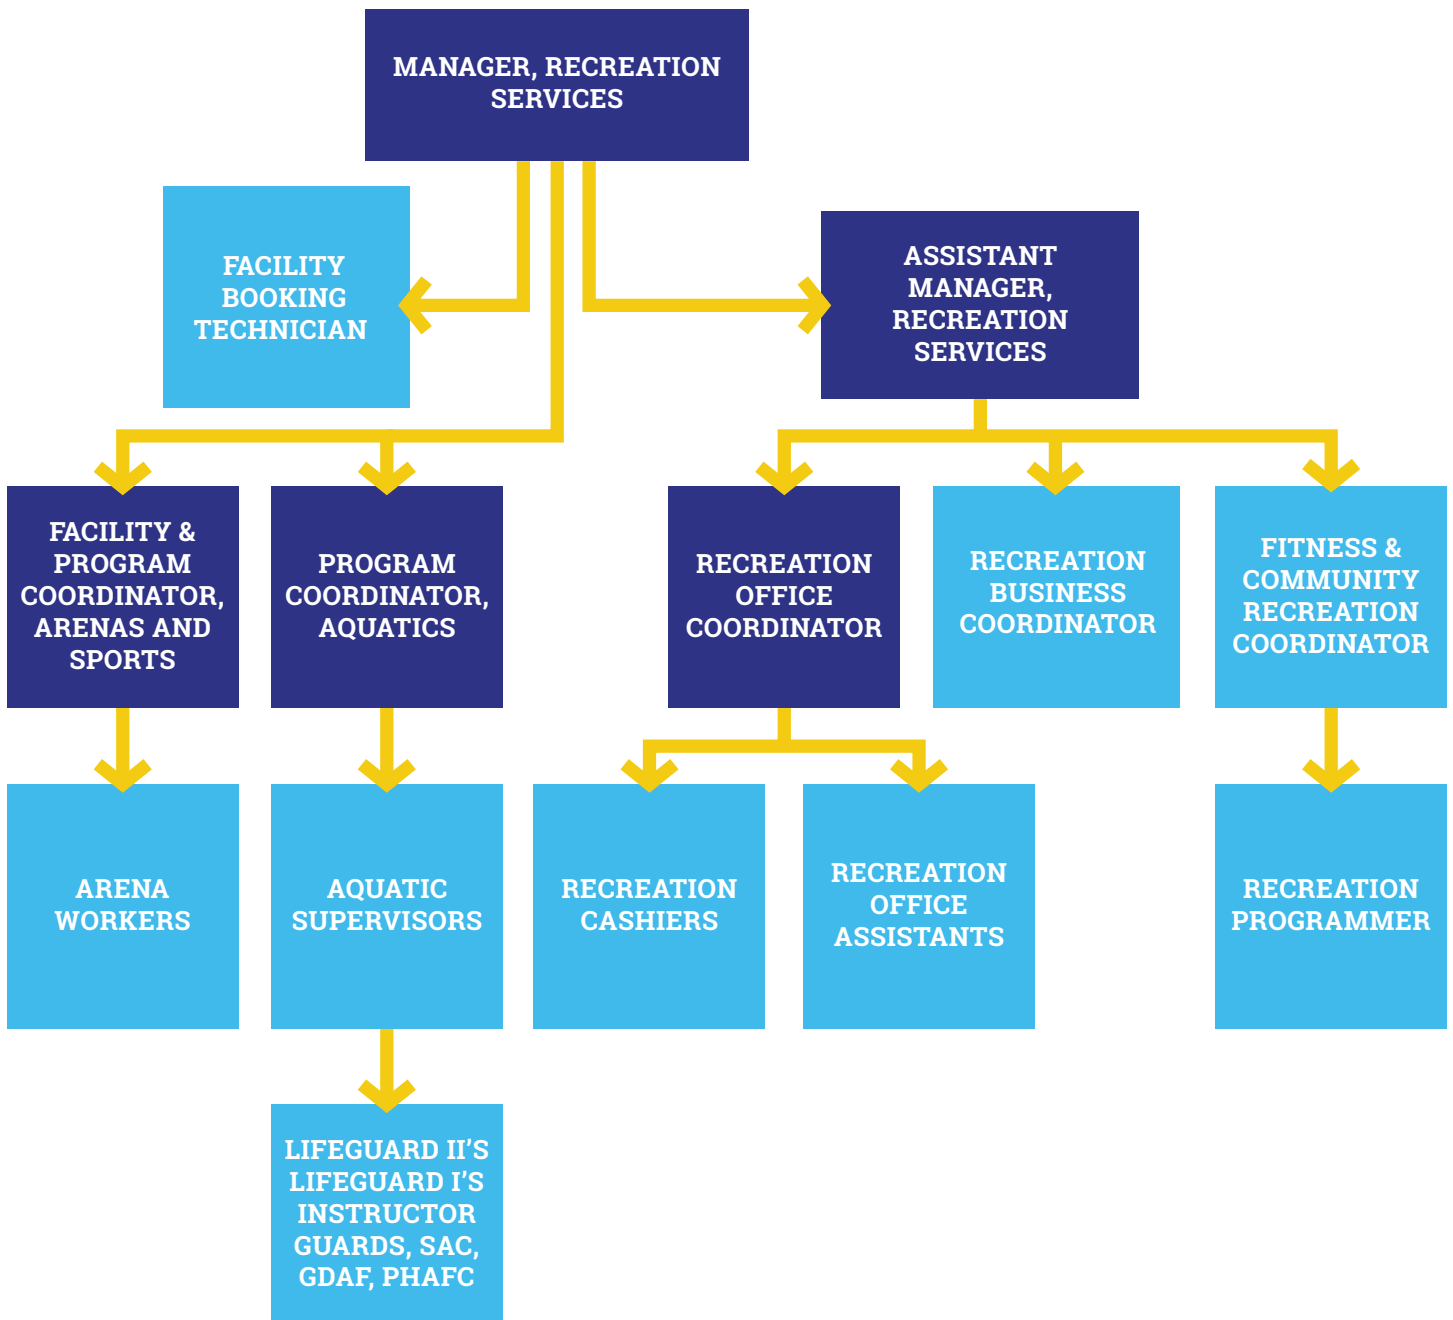 MANAGER, RECREATION
SERVICES
FACILITY
BOOKING
TECHNICIAN
ASSISTANT
MANAGER,
RECREATION
SERVICES
FACILITY &
PROGRAM
COORDINATOR,
ARENAS AND
SPORTS
PROGRAM
COORDINATOR,
AQUATICS
RECREATION
OFFICE
COORDINATOR
RECREATION
BUSINESS
COORDINATOR
FITNESS &
COMMUNITY
RECREATION
COORDINATOR
ARENA
WORKERS
AQUATIC
SUPERVISORS
RECREATION
CASHIERS
RECREATION
OFFICE
ASSISTANTS
RECREATION
PROGRAMMER
LIFEGUARD II’S
LIFEGUARD I’S
INSTRUCTOR
GUARDS, SAC,
GDAF, PHAFC